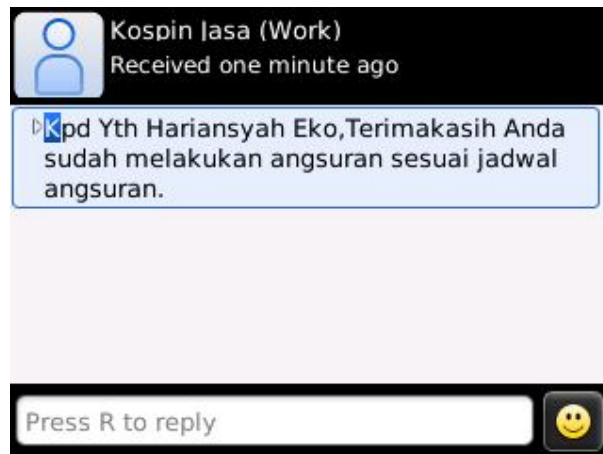 Kospin Jasa (Work)
Received one minute ago
Kpd Yth Hariansyah Eko,Terimakasih Anda
sudah melakukan angsuran sesuai jadwal
angsuran.
Press R to reply